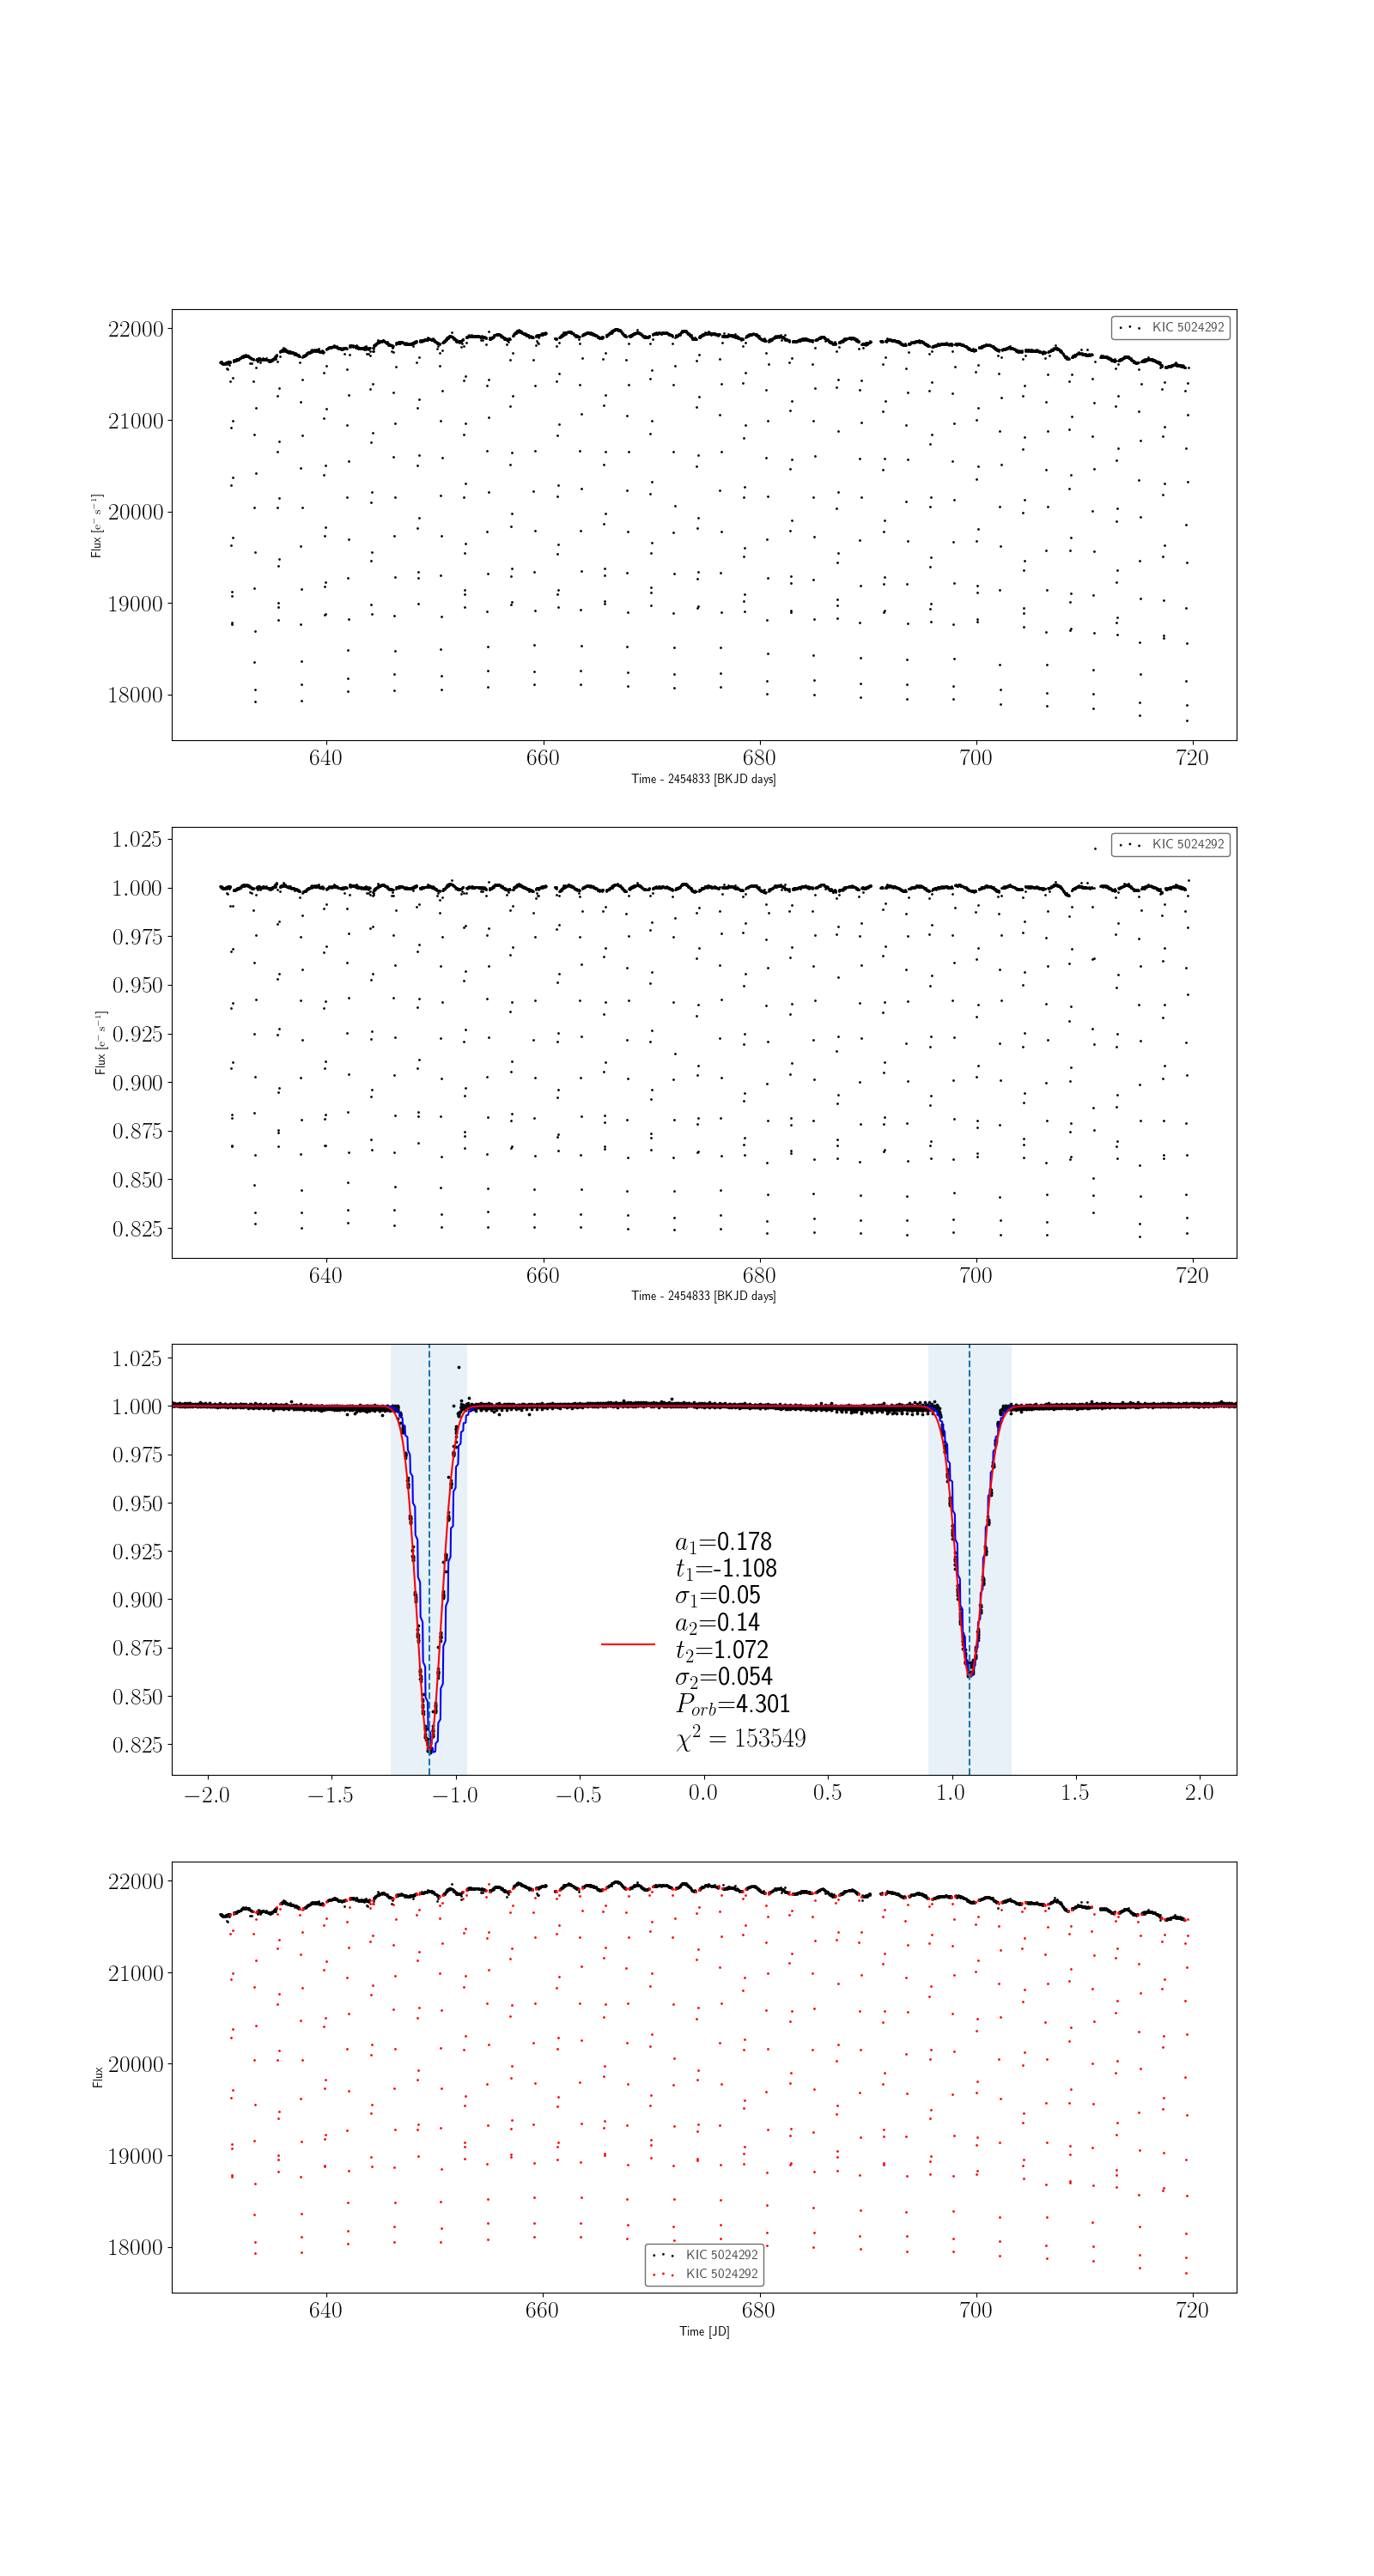 22000
21000
20000
19000
18000
Flux [e⁻ s⁻¹]
KIC 5024292
640 660 680 700 720
Time - 2454833 [BKJD days]
1.025
1.000
0.975
0.950
0.925
0.900
0.875
0.850
0.825
Flux [e⁻ s⁻¹]
KIC 5024292
640 660 680 700 720
Time - 2454833 [BKJD days]
1.025
1.000
0.975
0.950
0.925
0.900
0.875
0.850
0.825
a₁=0.178
t₁=-1.108
σ₁=0.05
a₂=0.14
t₂=1.072
σ₂=0.054
P_orb=4.301
χ² = 153549
−2.0 −1.5 −1.0 −0.5 0.0 0.5 1.0 1.5 2.0
22000
21000
20000
19000
18000
Flux
KIC 5024292
KIC 5024292
640 660 680 700 720
Time [JD]